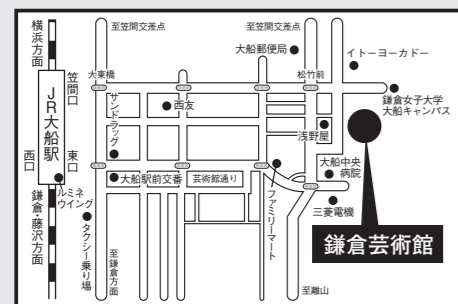 横浜方面
至笠間交差点
至笠間交差点
大船郵便局
イトーヨーカドー
笠間口
大東橋
松竹前
鎌倉女子大学
大船キャンパス
JR大船駅
サンドラッグ
西友
浅野屋
西口
東口
大船中央
病院
ルミネ
ウイング
大船駅前交番
芸術館通り
ファミリーマート
三菱電機
鎌倉・藤沢方面
タクシー乗り場
至鎌倉方面
至離山
鎌倉芸術館